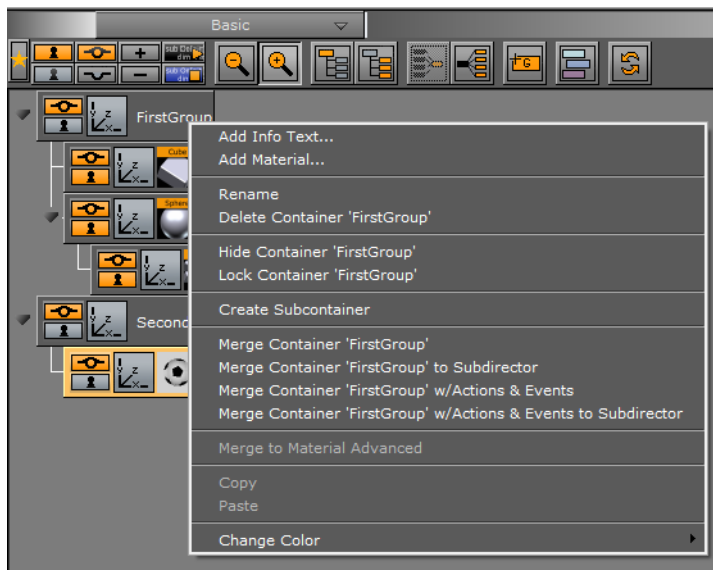 Basic
sub
dim
G
FirstGroup
Cube
y z
x
Second
Add Info Text...
Add Material...
Rename
Delete Container 'FirstGroup'
Hide Container 'FirstGroup'
Lock Container 'FirstGroup'
Create Subcontainer
Merge Container 'FirstGroup'
Merge Container 'FirstGroup' to Subdirector
Merge Container 'FirstGroup' w/Actions & Events
Merge Container 'FirstGroup' w/Actions & Events to Subdirector
Merge to Material Advanced
Copy
Paste
Change Color